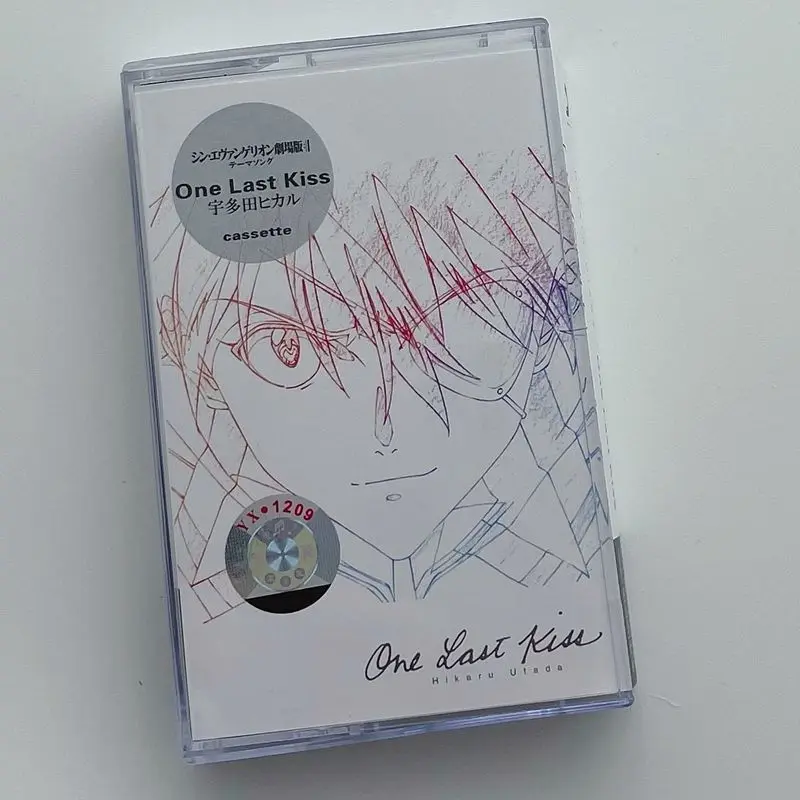 シン・エヴァンゲリオン劇場版:||
テーマソング
One Last Kiss
宇多田ヒカル
cassette
YX•1209
One Last Kiss
Hikaru Utada